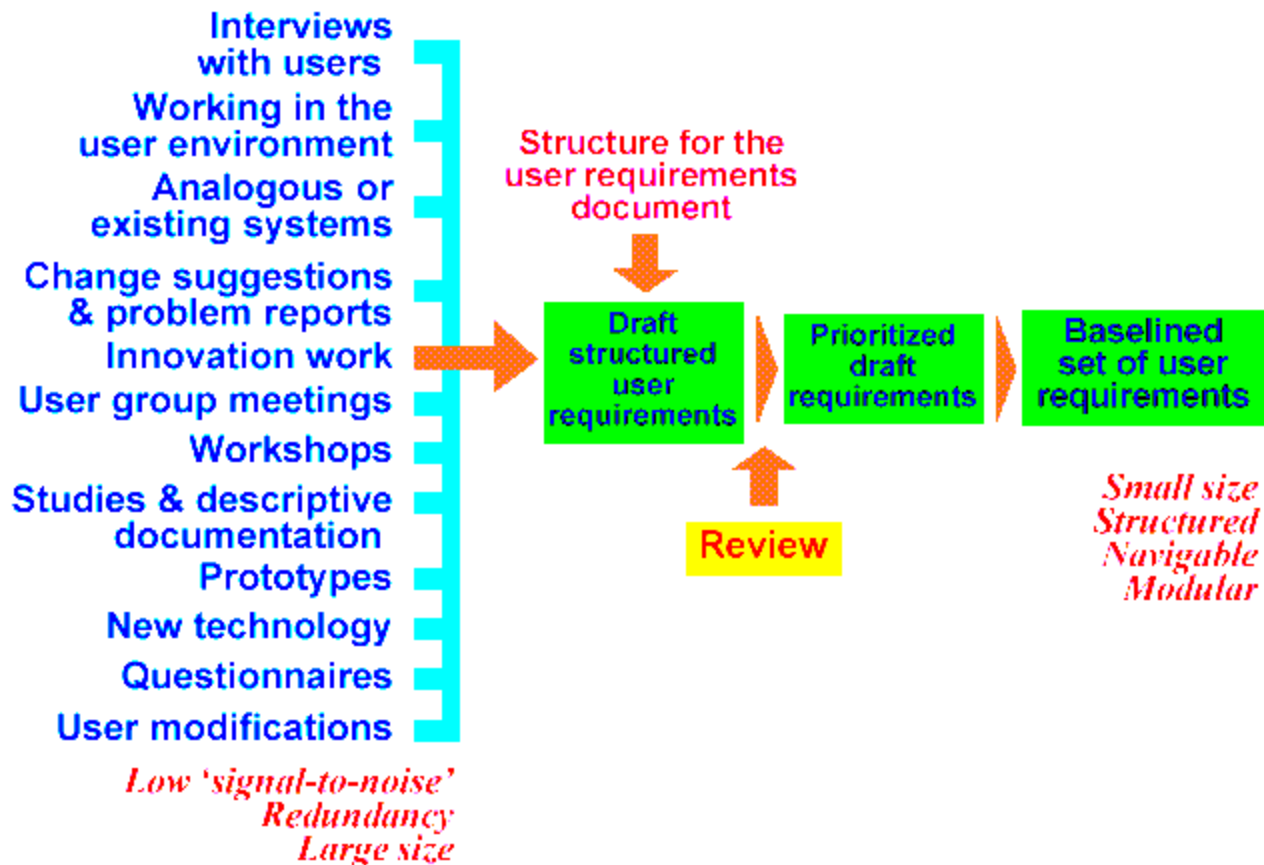 Interviews
with users
Working in the
user environment
Analogous or
existing systems
Change suggestions
& problem reports
Innovation work
User group meetings
Workshops
Studies & descriptive
documentation
Prototypes
New technology
Questionnaires
User modifications
Low ‘signal-to-noise’
Redundancy
Large size
Structure for the
user requirements
document
Draft
structured
user
requirements
Review
Prioritized
draft
requirements
Baselined
set of user
requirements
Small size
Structured
Navigable
Modular